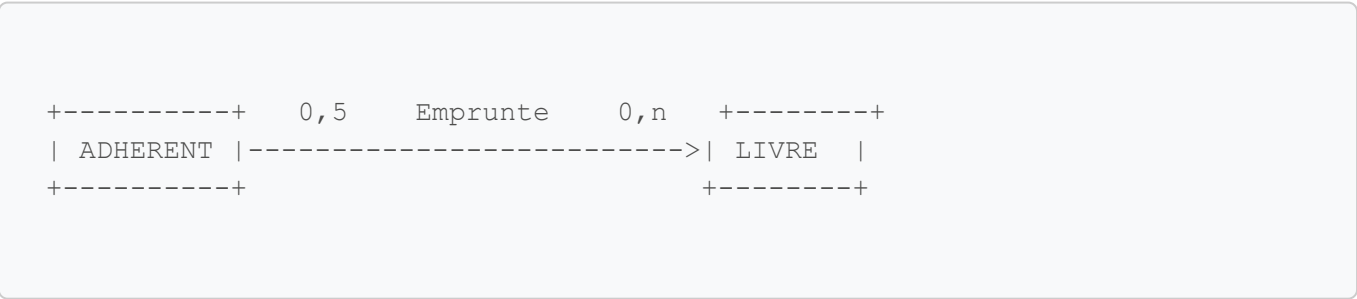 +----------+   0,5    Emprunte    0,n   +--------+
| ADHERENT |--------------------------->| LIVRE  |
+----------+                            +--------+